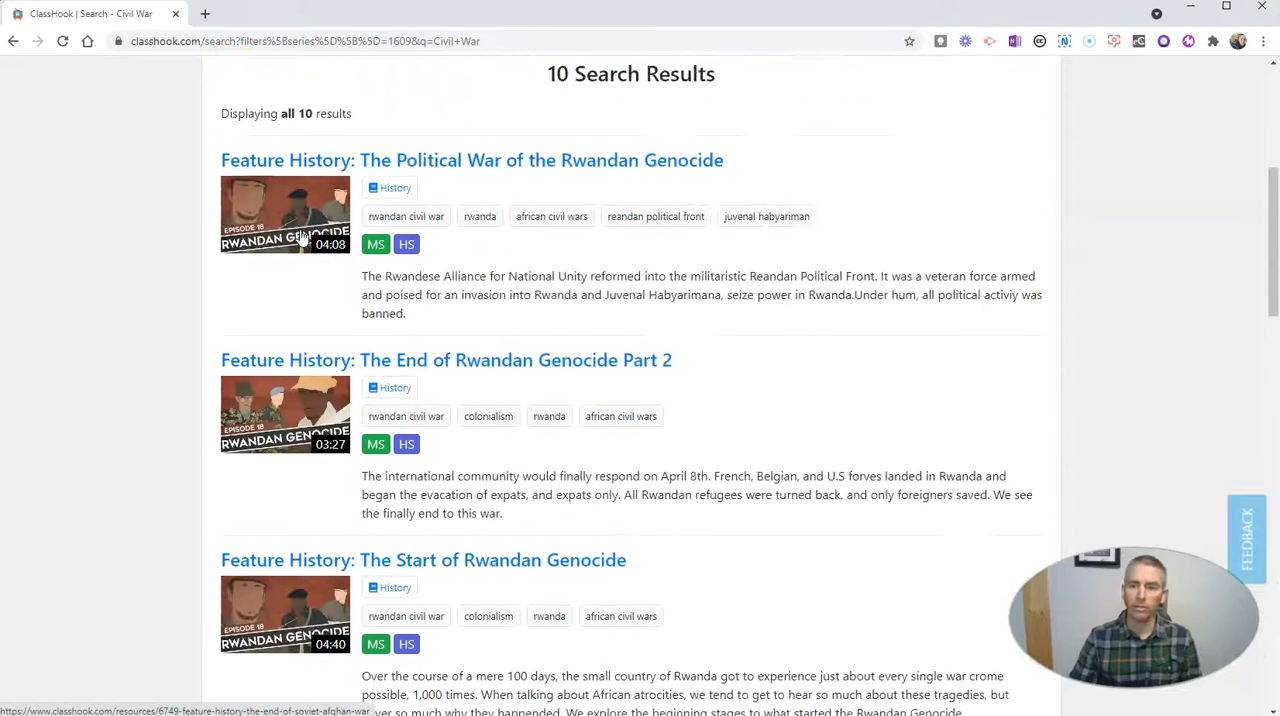 ClassHook | Search - Civil War
classhook.com/search?filters%5Bseries%5D%5B%5D=1609&q=Civil+War
10 Search Results
Displaying all 10 results
Feature History: The Political War of the Rwandan Genocide
EPISODE 18
RWANDAN GENOCIDE
04:08
History
rwandan civil war
rwanda
african civil wars
reandan political front
juvenal habyariman
MS
HS
The Rwandese Alliance for National Unity reformed into the militaristic Reandan Political Front. It was a veteran force armed
and poised for an invasion into Rwanda and Juvenal Habyarimana, seize power in Rwanda.Under hum, all political activiy was
banned.
Feature History: The End of Rwandan Genocide Part 2
EPISODE 18
RWANDAN GENOCIDE
03:27
History
rwandan civil war
colonialism
rwanda
african civil wars
MS
HS
The international community would finally respond on April 8th. French, Belgian, and U.S forves landed in Rwanda and
began the evacation of expats, and expats only. All Rwandan refugees were turned back, and only foreigners saved. We see
the finally end to this war.
Feature History: The Start of Rwandan Genocide
EPISODE 18
RWANDAN GENOCIDE
04:40
History
rwandan civil war
colonialism
rwanda
african civil wars
MS
HS
Over the course of a mere 100 days, the small country of Rwanda got to experience just about every single war crome
possible, 1,000 times. When talking about African atrocities, we tend to get to hear so much about these tragedies, but
ver so much why they happended. We explore the beginning stages to what started the Rwandan Genocide.
FEEDBACK
https://www.classhook.com/resources/6749-feature-history-the-end-of-soviet-afghan-war